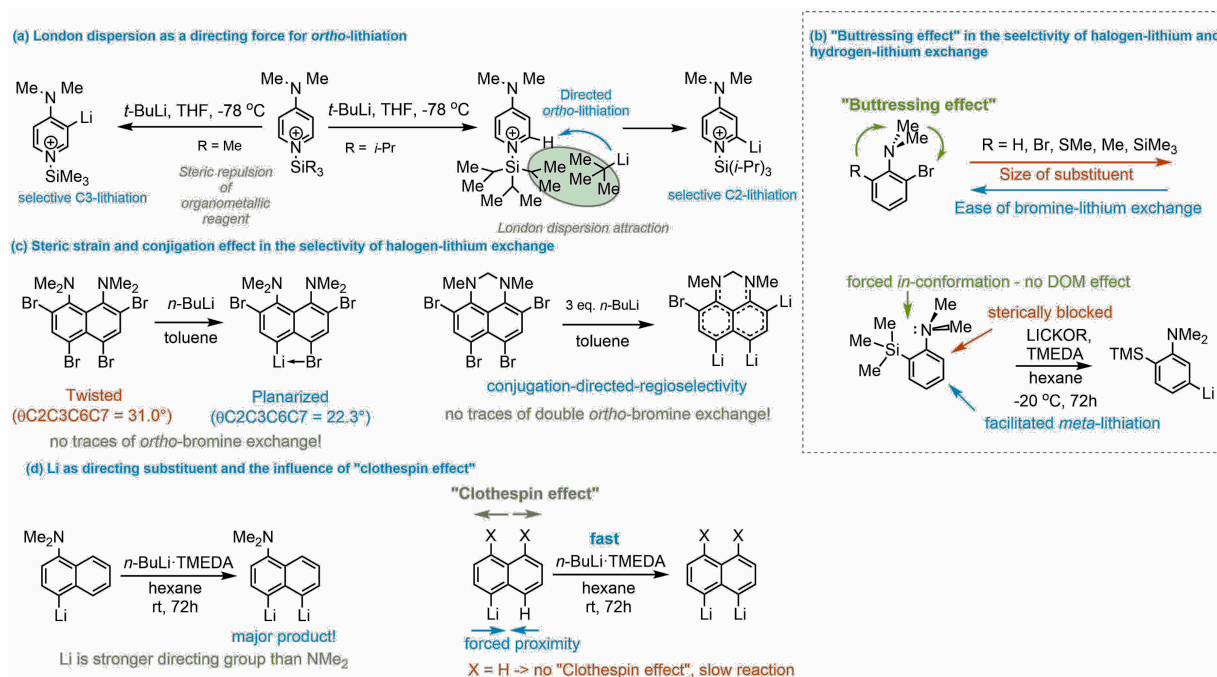 (a) London dispersion as a directing force for ortho-lithiation
Me Me
N
Li
N
SiMe3
selective C3-lithiation
t-BuLi, THF, -78 °C
R = Me
Steric repulsion
of
organometallic
reagent
Me Me
N
N
SiR3
t-BuLi, THF, -78 °C
R = i-Pr
Me Me
N
Directed
ortho-lithiation
N
H
Me Si Me
Me Me
Me Me
Me Li
Me
Me
London dispersion attraction
Me Me
N
N Li
Si(i-Pr)3
selective C2-lithiation
(b) "Buttressing effect" in the seelctivity of halogen-lithium and
hydrogen-lithium exchange
"Buttressing effect"
Me
N Me
R Br
R = H, Br, SMe, Me, SiMe3
Size of substituent
Ease of bromine-lithium exchange
forced in-conformation - no DOM effect
Me
Me :N Me
Me Si
Me
sterically blocked
LICKOR,
TMEDA
hexane
-20 °C, 72h
NMe2
TMS
Li
facilitated meta-lithiation
(c) Steric strain and conjigation effect in the selectivity of halogen-lithium exchange
Me2N NMe2
Br Br
Br Br
n-BuLi
toluene
Me2N NMe2
Br Br
Li Br
Twisted
(θC2C3C6C7 = 31.0°)
Planarized
(θC2C3C6C7 = 22.3°)
no traces of ortho-bromine exchange!
MeN NMe
Br Br
Br Br
3 eq. n-BuLi
toluene
MeN NMe
Br Li
Li Li
conjugation-directed-regioselectivity
no traces of double ortho-bromine exchange!
(d) Li as directing substituent and the influence of "clothespin effect"
Me2N
Li
n-BuLi·TMEDA
hexane
rt, 72h
Me2N
Li Li
major product!
Li is stronger directing group than NMe2
"Clothespin effect"
X X
Li H
forced proximity
fast
n-BuLi·TMEDA
hexane
rt, 72h
X X
Li Li
X = H -> no "Clothespin effect", slow reaction